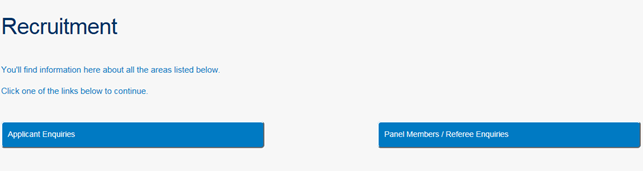 Recruitment
You'll find information here about all the areas listed below.
Click one of the links below to continue.
Applicant Enquiries
Panel Members / Referee Enquiries